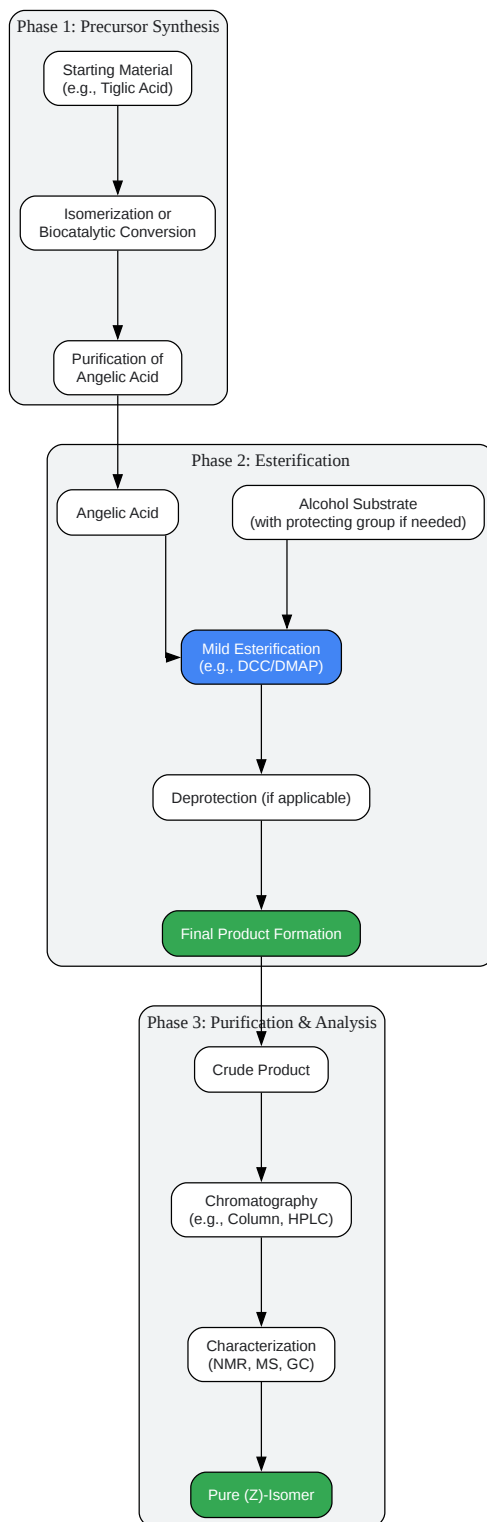 Phase 1: Precursor Synthesis
Starting Material
(e.g., Tiglic Acid)
Isomerization or
Biocatalytic Conversion
Purification of
Angelic Acid
Phase 2: Esterification
Angelic Acid
Alcohol Substrate
(with protecting group if needed)
Mild Esterification
(e.g., DCC/DMAP)
Deprotection (if applicable)
Final Product Formation
Phase 3: Purification & Analysis
Crude Product
Chromatography
(e.g., Column, HPLC)
Characterization
(NMR, MS, GC)
Pure (Z)-Isomer